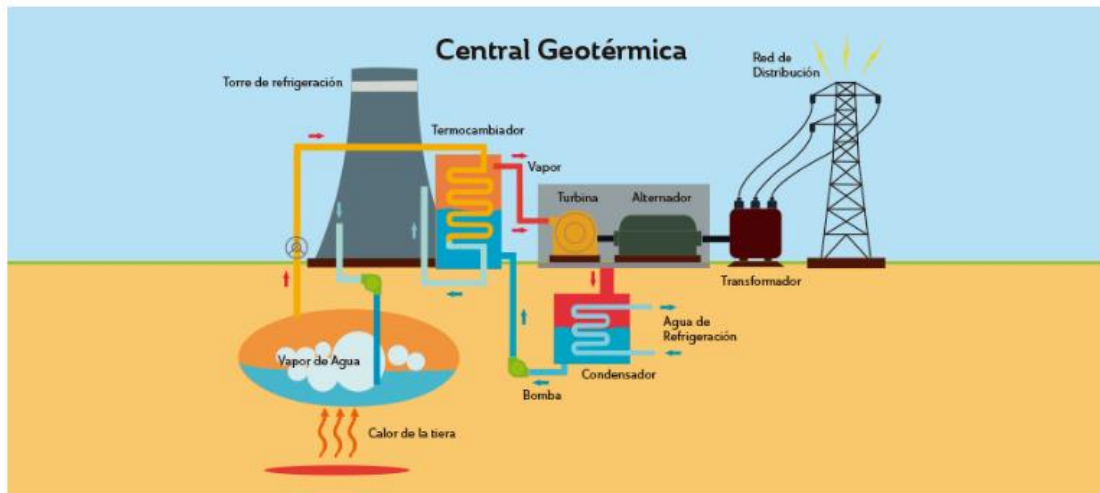 Central Geotérmica
Red de
Distribución
Torre de refrigeración
Termocambiador
Vapor
Turbina
Alternador
Transformador
Vapor de Agua
Agua de
Refrigeración
Condensador
Bomba
Calor de la tiera